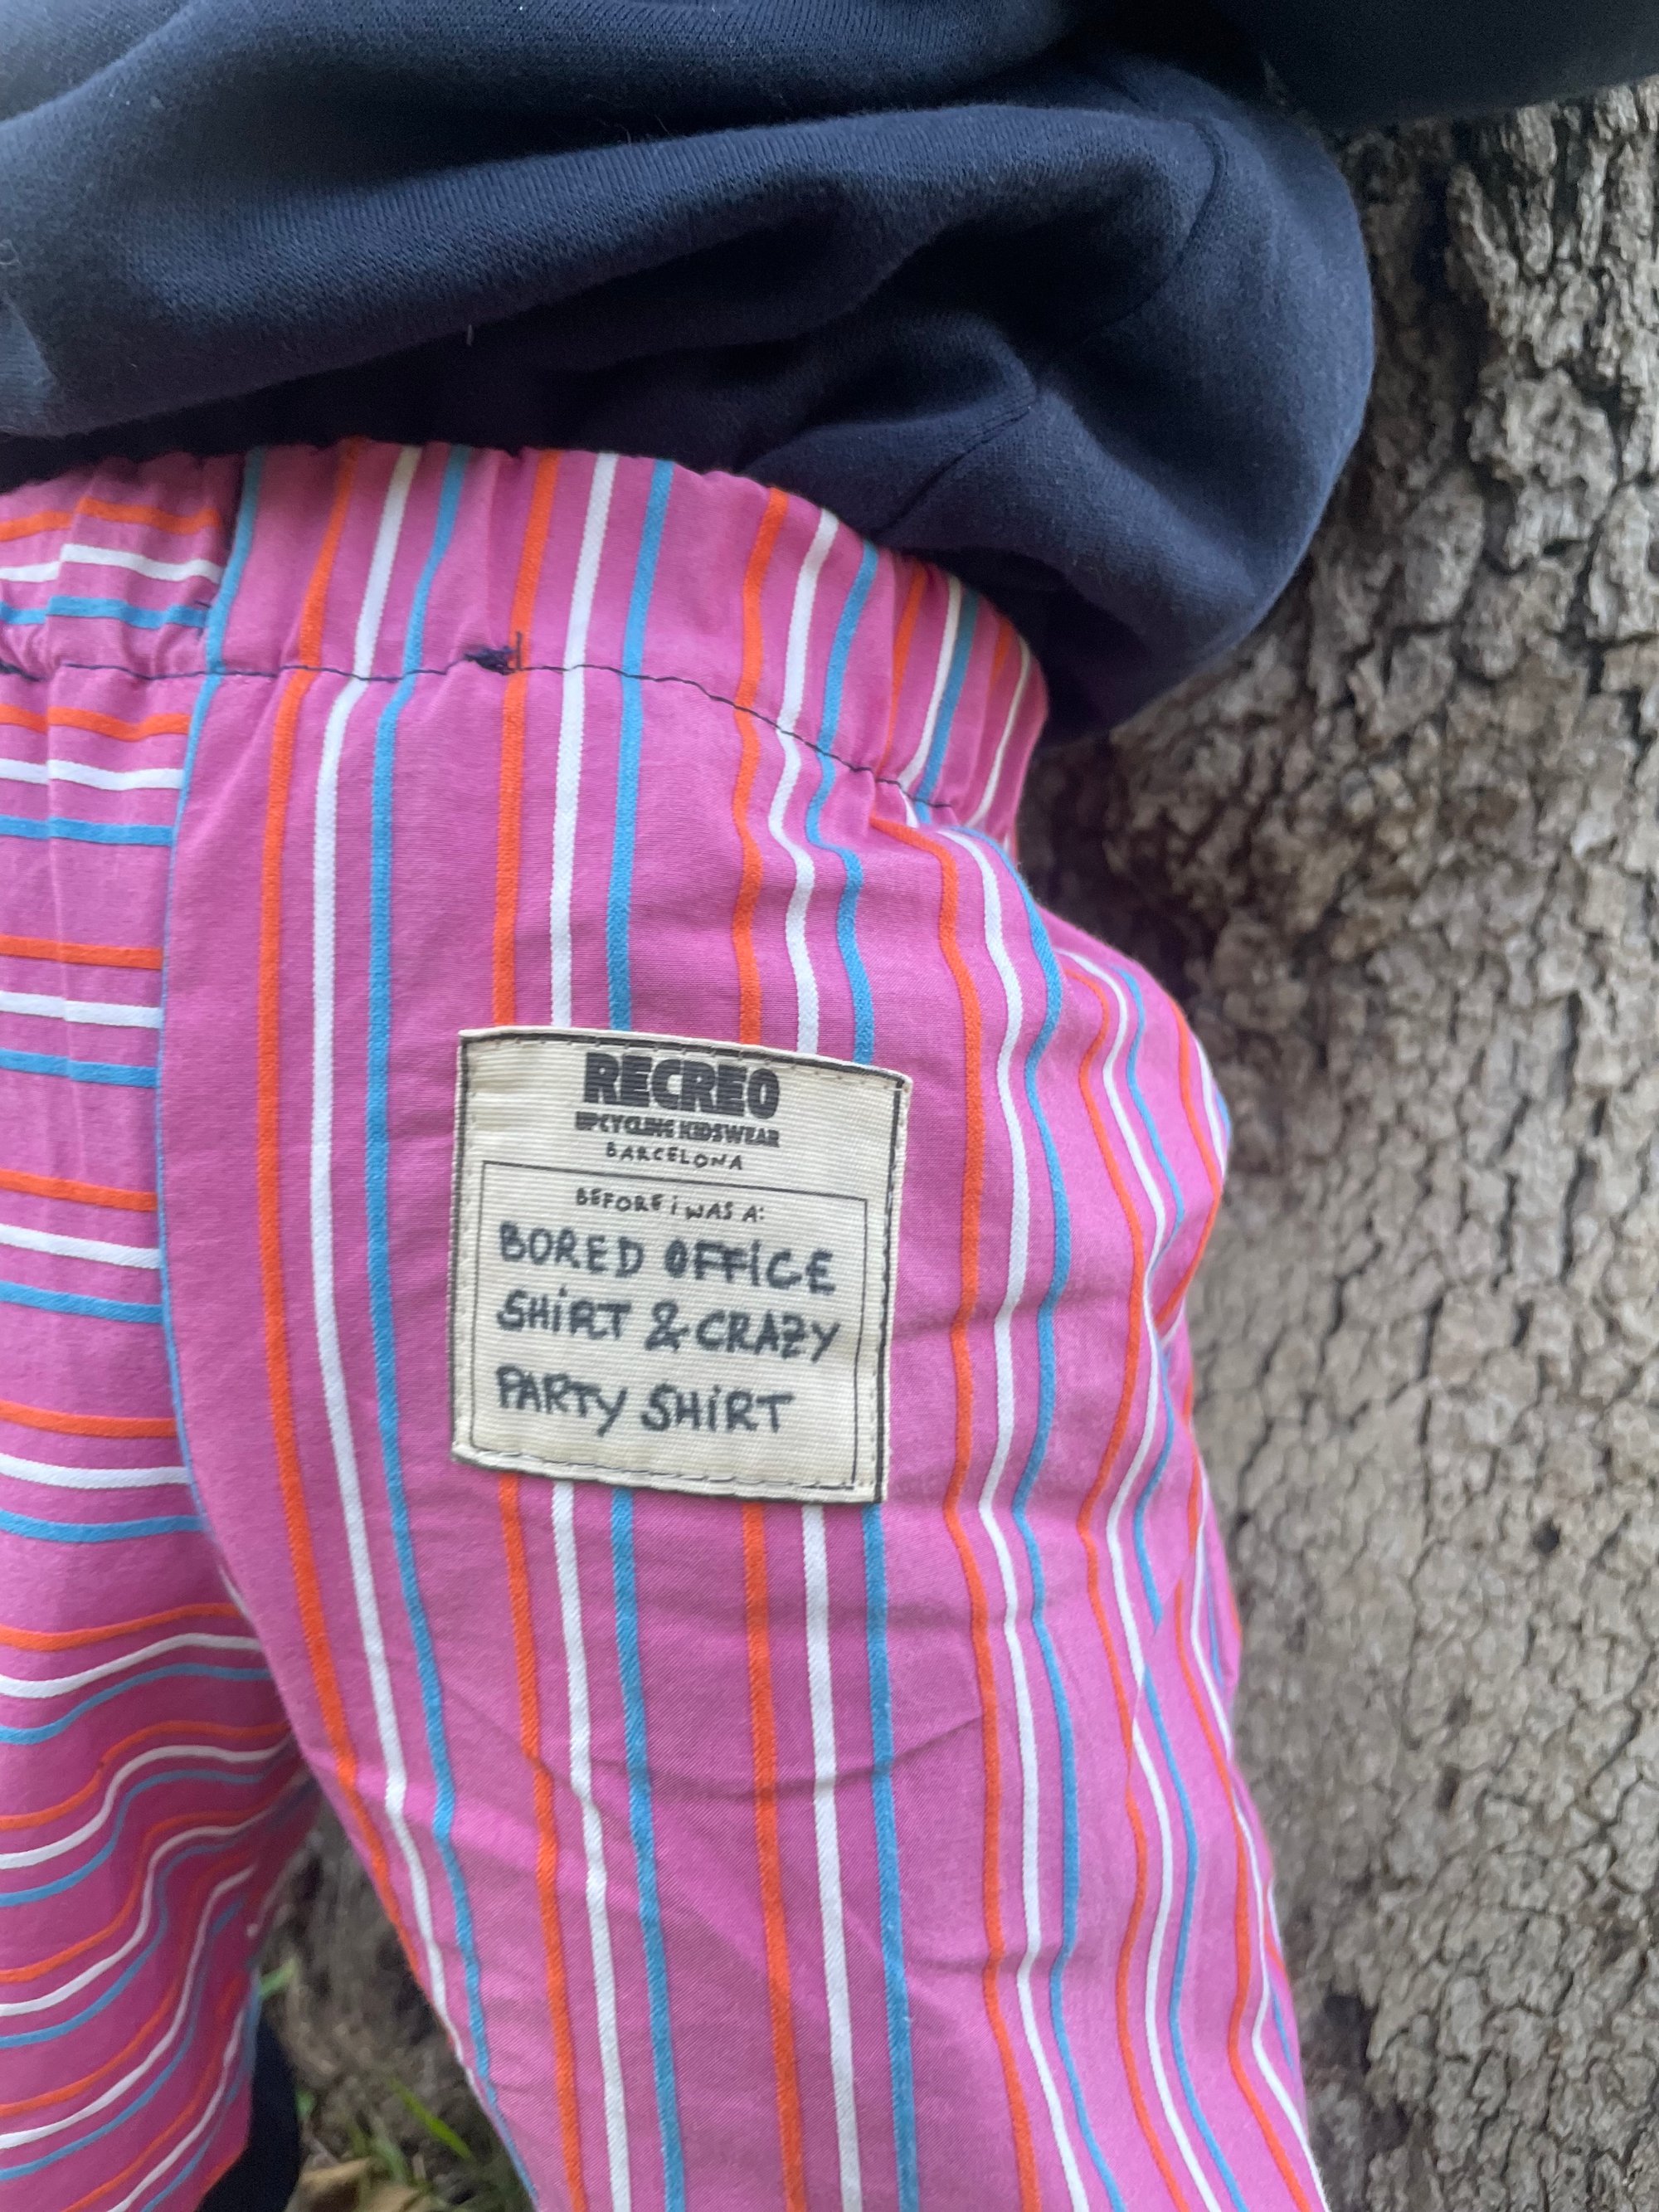 RECREO
UPCYCLING KIDSWEAR
BARCELONA
BEFORE i WAS A:
BORED OFFiCE
SHiRT & CRAZY
PARTY SHiRT